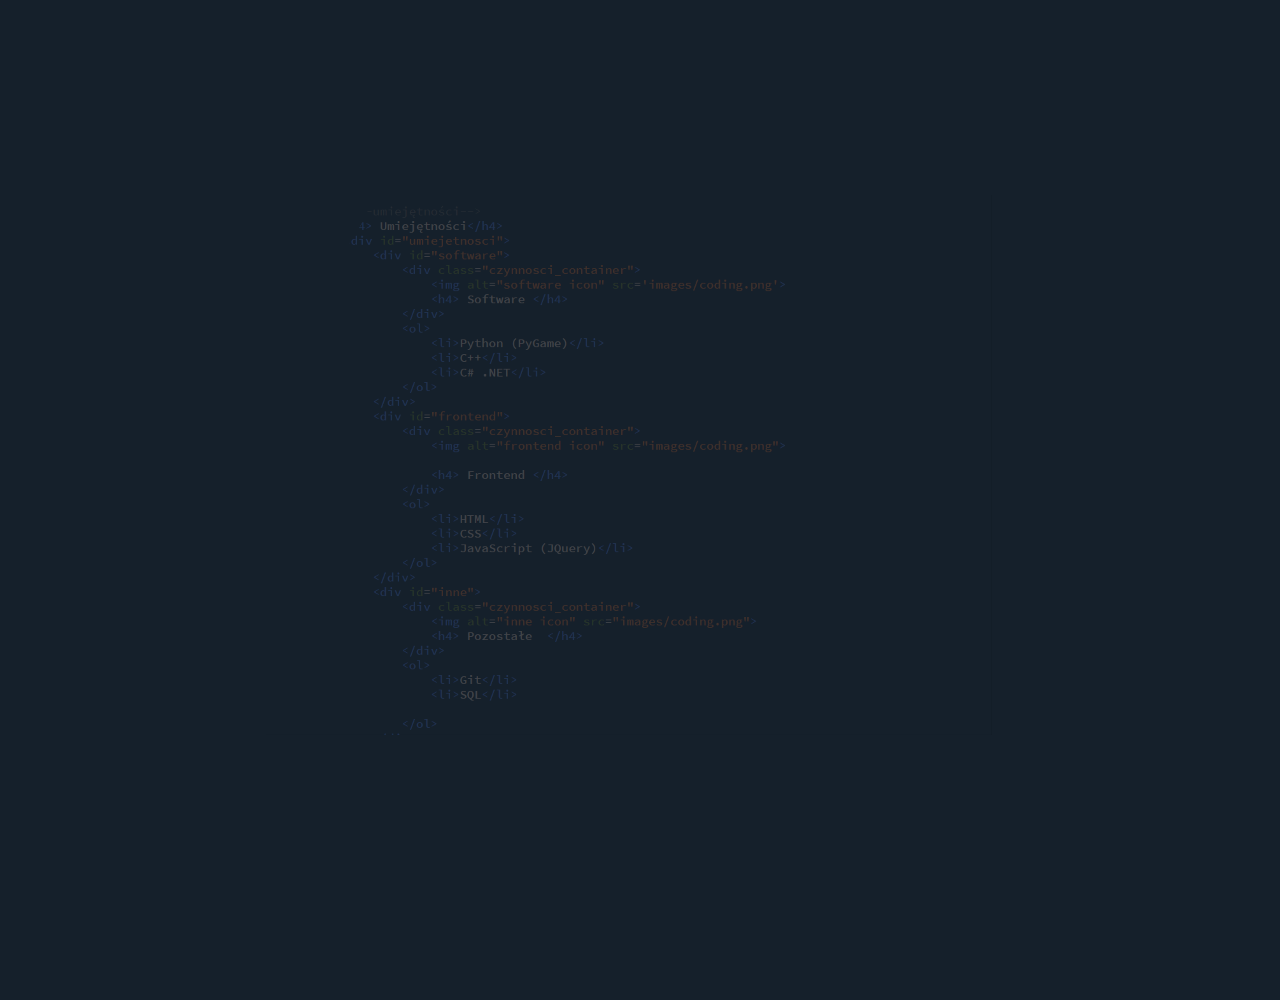 -umiejętności-->
4> Umiejętności</h4>
div id="umiejetnosci">
<div id="software">
<div class="czynnosci_container">
<img alt="software icon" src='images/coding.png'>
<h4> Software </h4>
</div>
<ol>
<li>Python (PyGame)</li>
<li>C++</li>
<li>C# .NET</li>
</ol>
</div>
<div id="frontend">
<div class="czynnosci_container">
<img alt="frontend icon" src="images/coding.png">
<h4> Frontend </h4>
</div>
<ol>
<li>HTML</li>
<li>CSS</li>
<li>JavaScript (JQuery)</li>
</ol>
</div>
<div id="inne">
<div class="czynnosci_container">
<img alt="inne icon" src="images/coding.png">
<h4> Pozostałe  </h4>
</div>
<ol>
<li>Git</li>
<li>SQL</li>
</ol>